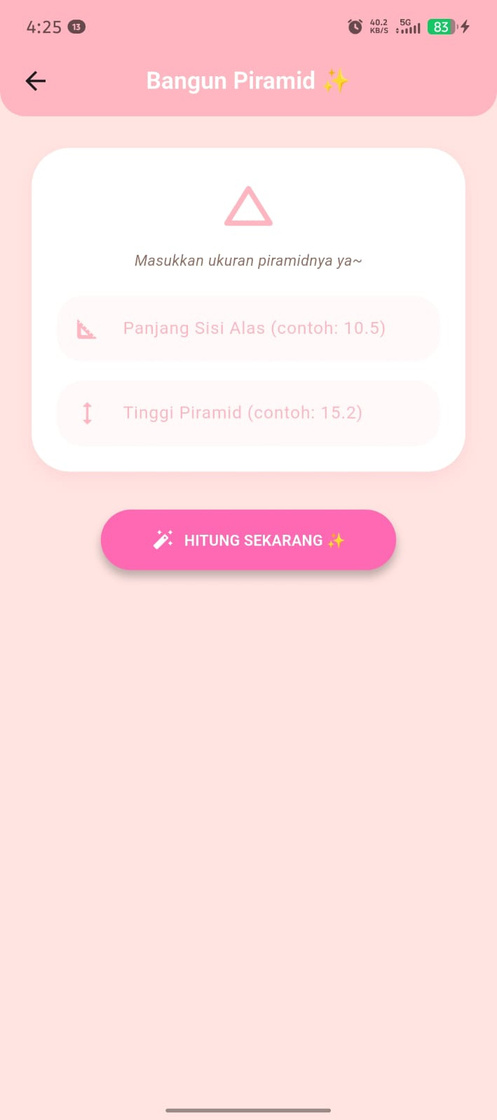 4:25 13 40.2 KB/S 5G 83
Bangun Piramid ✨
Masukkan ukuran piramidnya ya~
Panjang Sisi Alas (contoh: 10.5)
Tinggi Piramid (contoh: 15.2)
HITUNG SEKARANG ✨